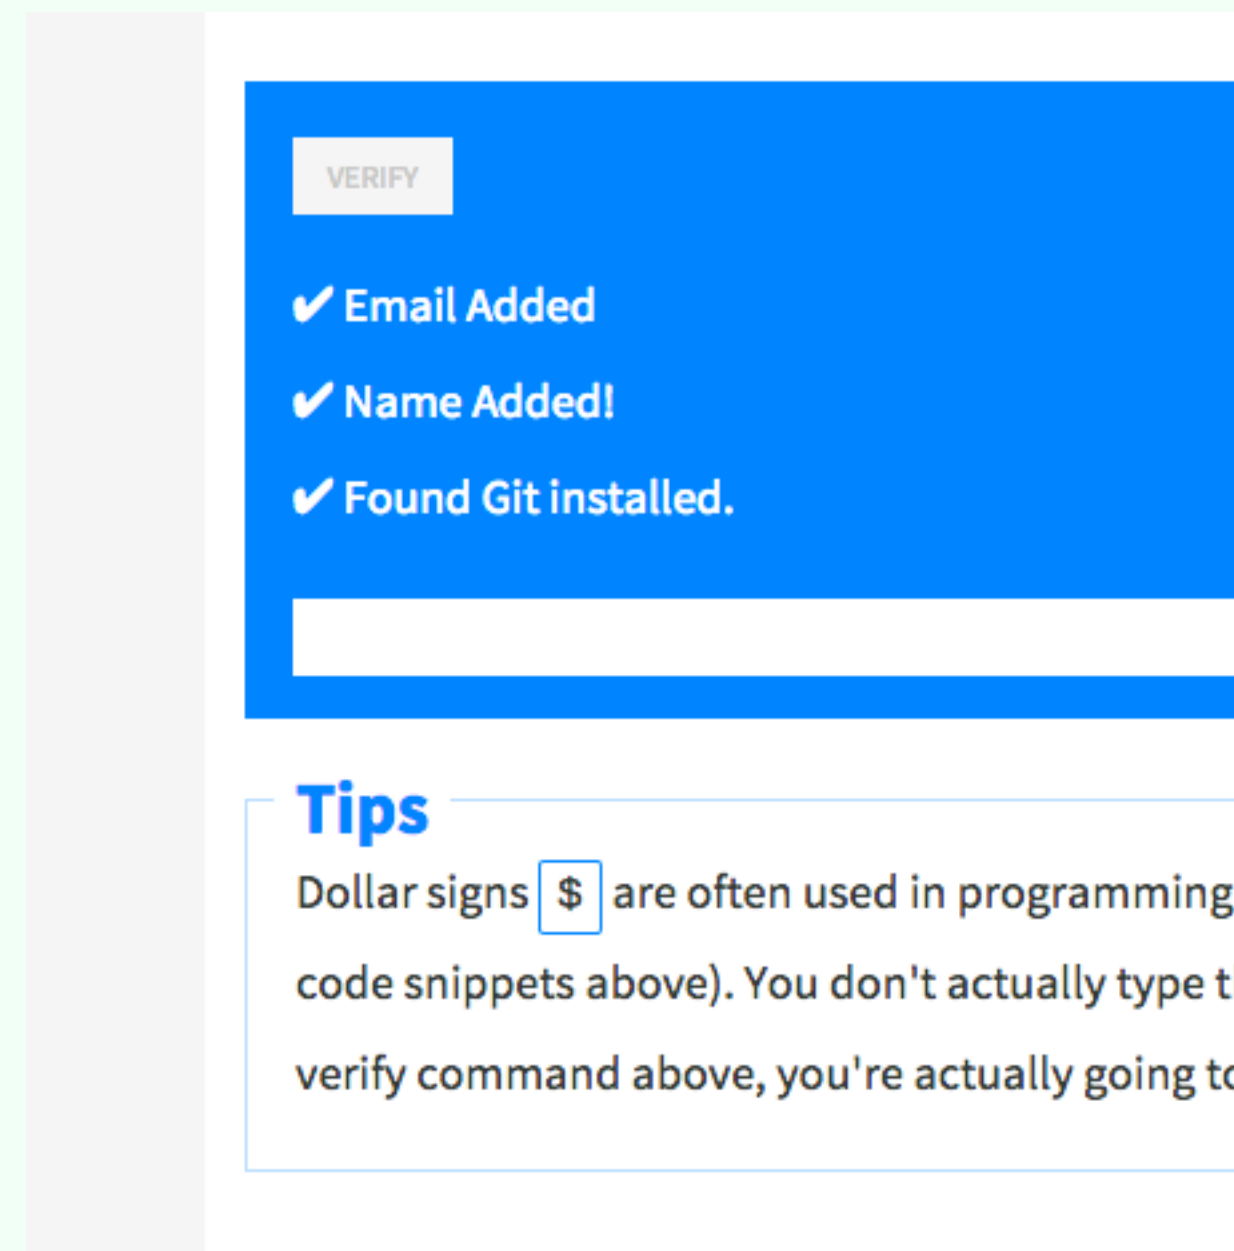 VERIFY
✔ Email Added
✔ Name Added!
✔ Found Git installed.
Tips
Dollar signs $ are often used in programming
code snippets above). You don't actually type
verify command above, you're actually going